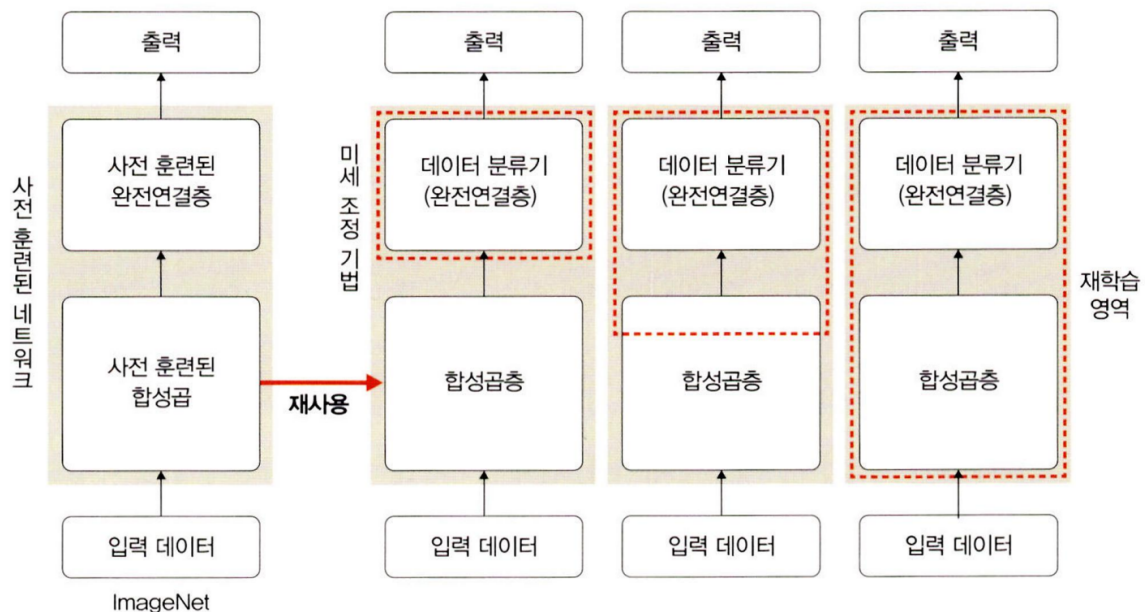 출력
출력
출력
출력
사전 훈련된 네트워크
사전 훈련된
완전연결층
미세 조정 기법
데이터 분류기
(완전연결층)
데이터 분류기
(완전연결층)
데이터 분류기
(완전연결층)
재학습
영역
사전 훈련된
합성곱
재사용
합성곱층
합성곱층
합성곱층
입력 데이터
입력 데이터
입력 데이터
입력 데이터
ImageNet